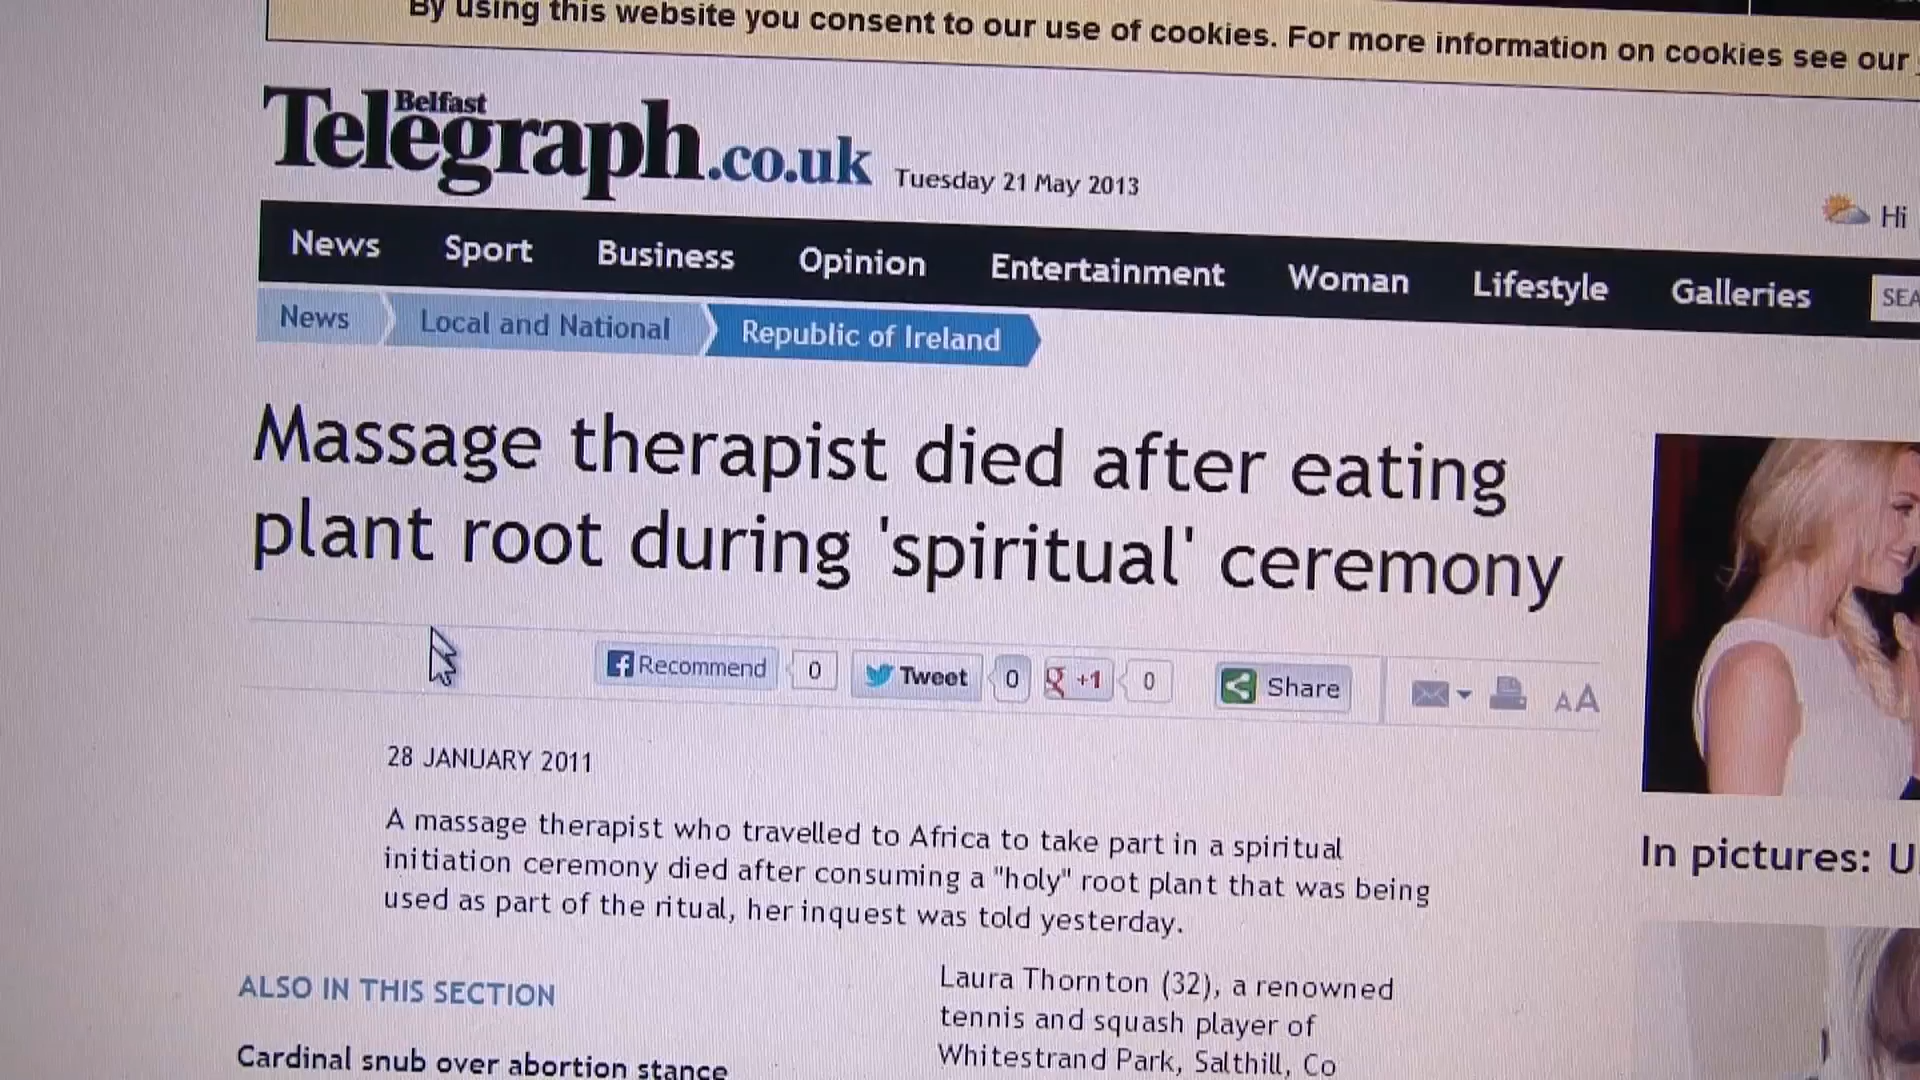 By using this website you consent to our use of cookies. For more information on cookies see our
Belfast
Telegraph.co.uk Tuesday 21 May 2013
Hi
News Sport Business Opinion Entertainment Woman Lifestyle Galleries SEA
News Local and National Republic of Ireland
Massage therapist died after eating
plant root during 'spiritual' ceremony
Recommend 0 Tweet 0 +1 0 Share AA
28 JANUARY 2011
A massage therapist who travelled to Africa to take part in a spiritual
initiation ceremony died after consuming a "holy" root plant that was being
used as part of the ritual, her inquest was told yesterday.
In pictures: U
ALSO IN THIS SECTION
Cardinal snub over abortion stance
Laura Thornton (32), a renowned
tennis and squash player of
Whitestrand Park, Salthill, Co